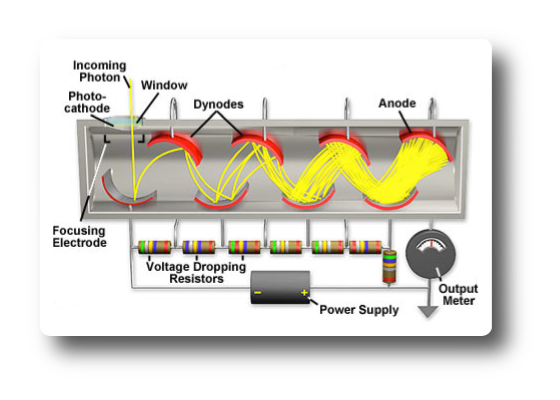 Incoming
Photon
Photo-
cathode
Window
Dynodes
Anode
Focusing
Electrode
Voltage Dropping
Resistors
−
+
Power Supply
Output
Meter